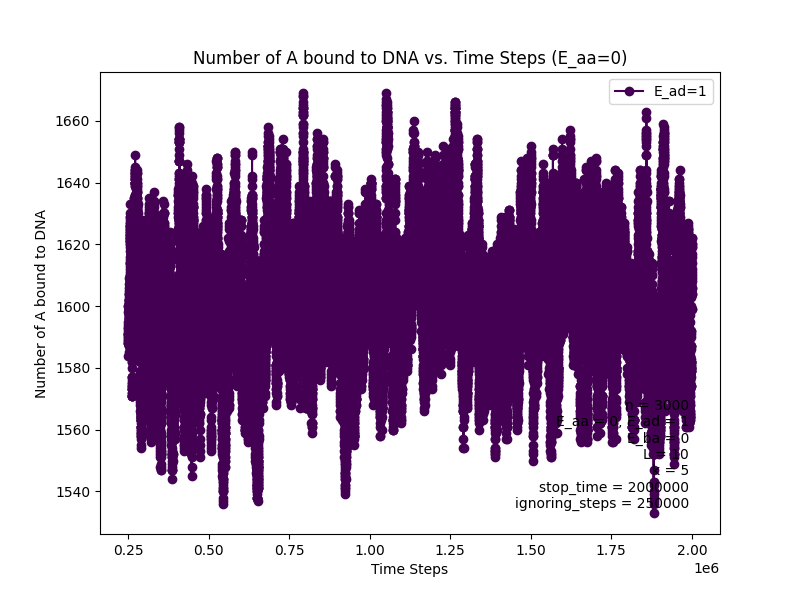 Number of A bound to DNA vs. Time Steps (E_aa=0)
E_ad=1
Number of A bound to DNA
1660
1640
1620
1600
1580
1560
1540
= 3000
E_aa = 0, E_ad =
E_ba = 0
L = 10
= 5
stop_time = 2000000
ignoring_steps = 250000
0.25 0.50 0.75 1.00 1.25 1.50 1.75 2.00
1e6
Time Steps